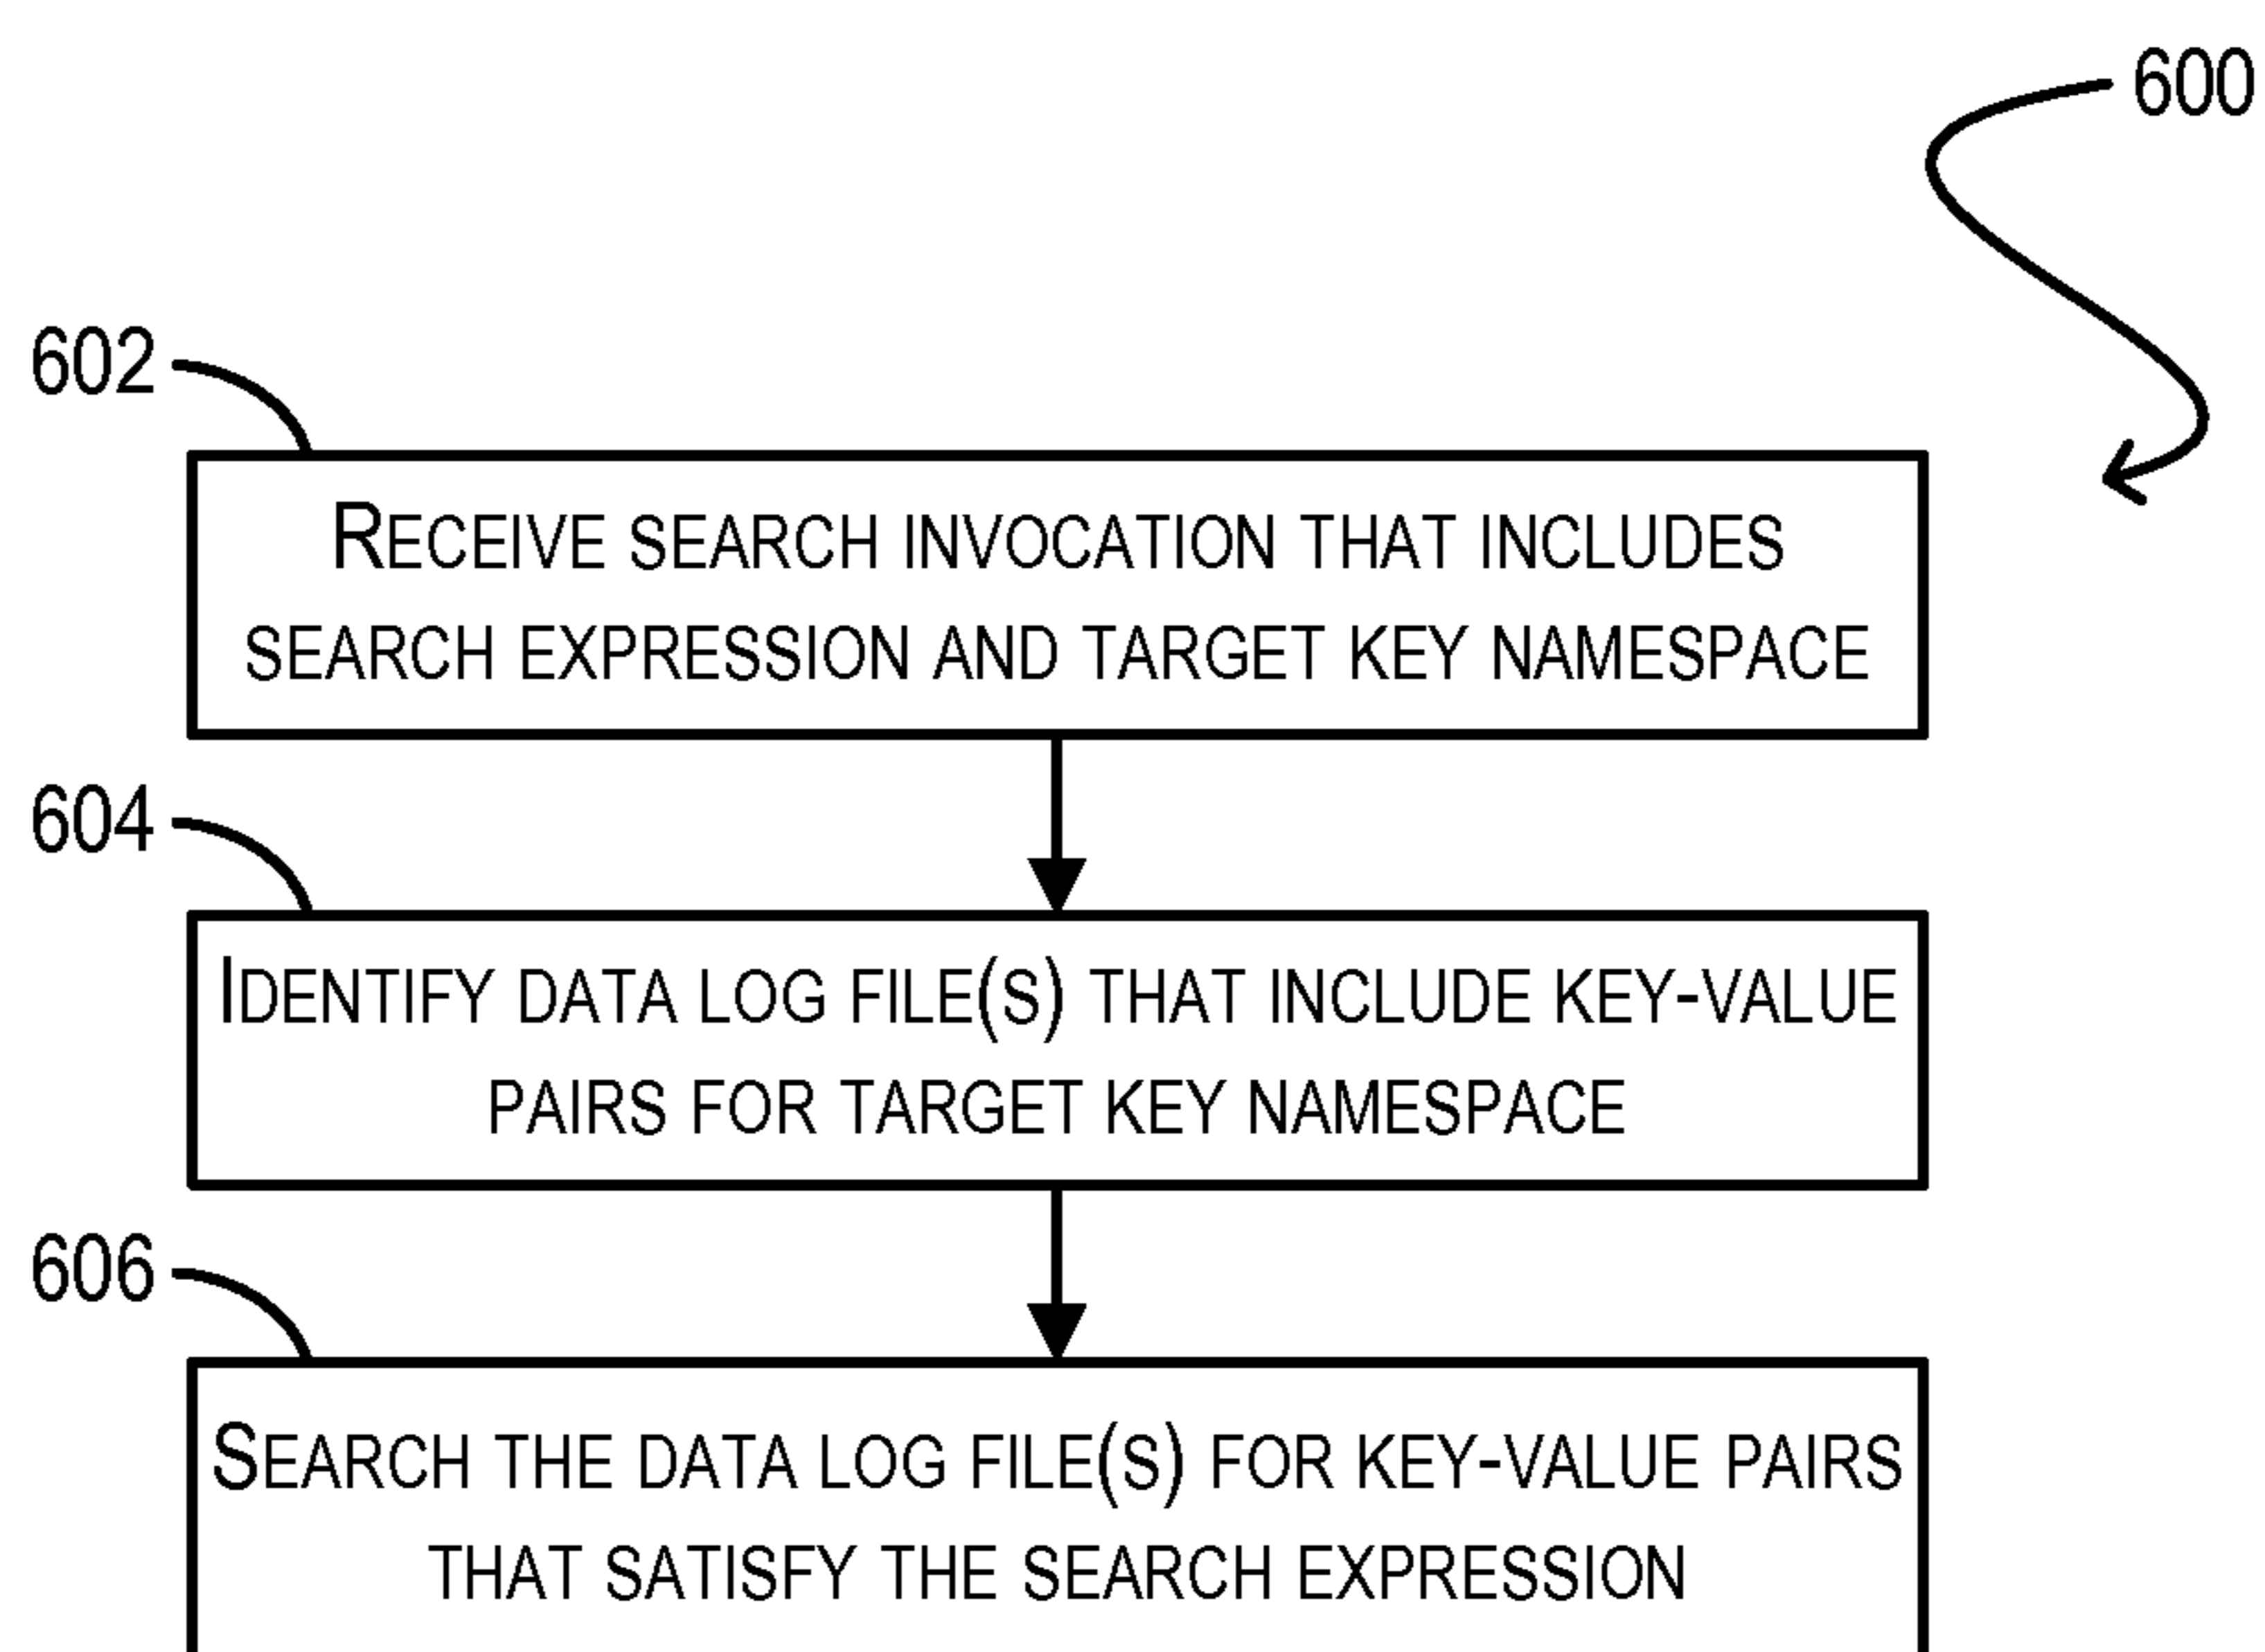 600
602
RECEIVE SEARCH INVOCATION THAT INCLUDES
SEARCH EXPRESSION AND TARGET KEY NAMESPACE
604
IDENTIFY DATA LOG FILE(S) THAT INCLUDE KEY-VALUE
PAIRS FOR TARGET KEY NAMESPACE
606
SEARCH THE DATA LOG FILE(S) FOR KEY-VALUE PAIRS
THAT SATISFY THE SEARCH EXPRESSION